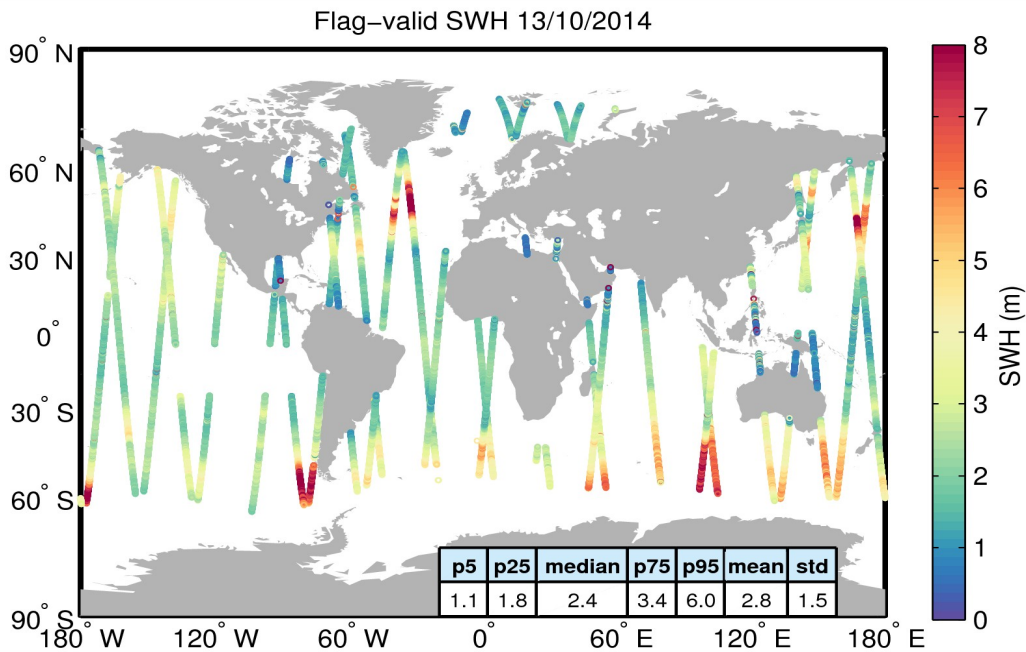 Flag−valid SWH 13/10/2014
90° N
60° N
30° N
0°
30° S
60° S
90° S
180° W
120° W
60° W
0°
60° E
120° E
180° E
p5 p25 median p75 p95 mean std
1.1 1.8 2.4 3.4 6.0 2.8 1.5
8
7
6
5
4
3
2
1
0
SWH (m)